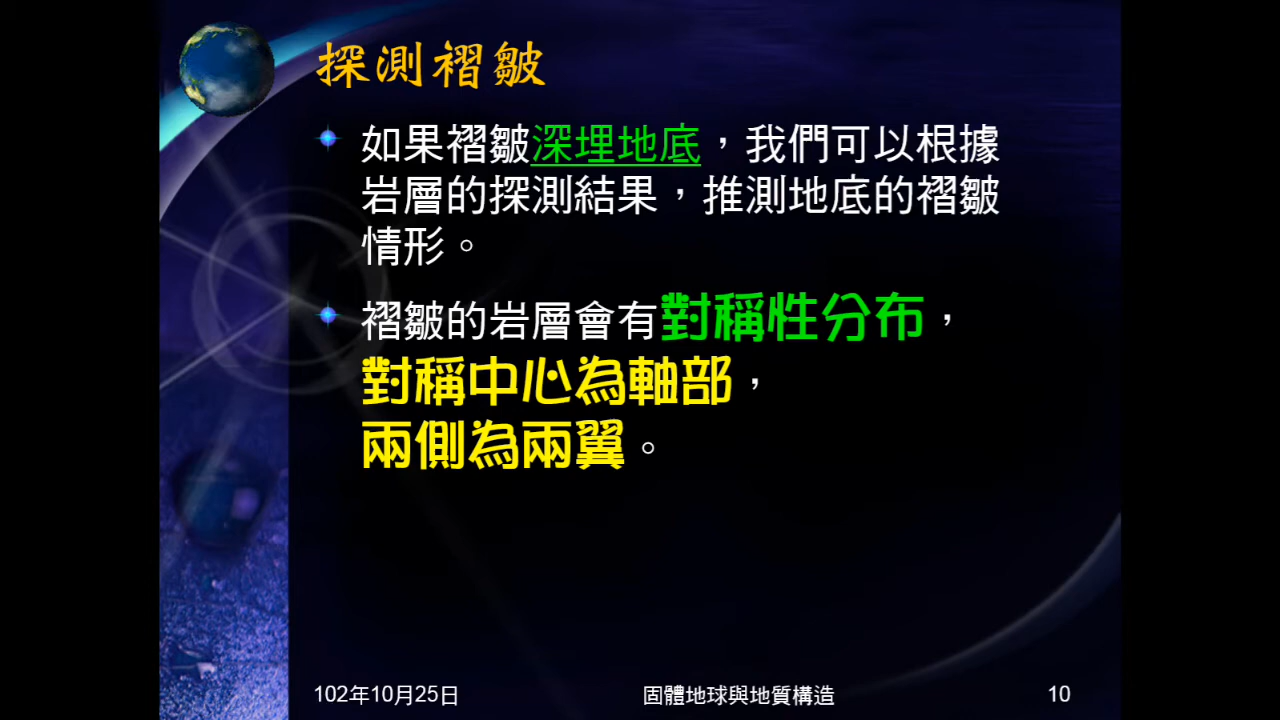 探測褶皺
如果褶皺深埋地底，我們可以根據
岩層的探測結果，推測地底的褶皺
情形。
褶皺的岩層會有對稱性分布，
對稱中心為軸部，
兩側為兩翼。
102年10月25日
固體地球與地質構造
10